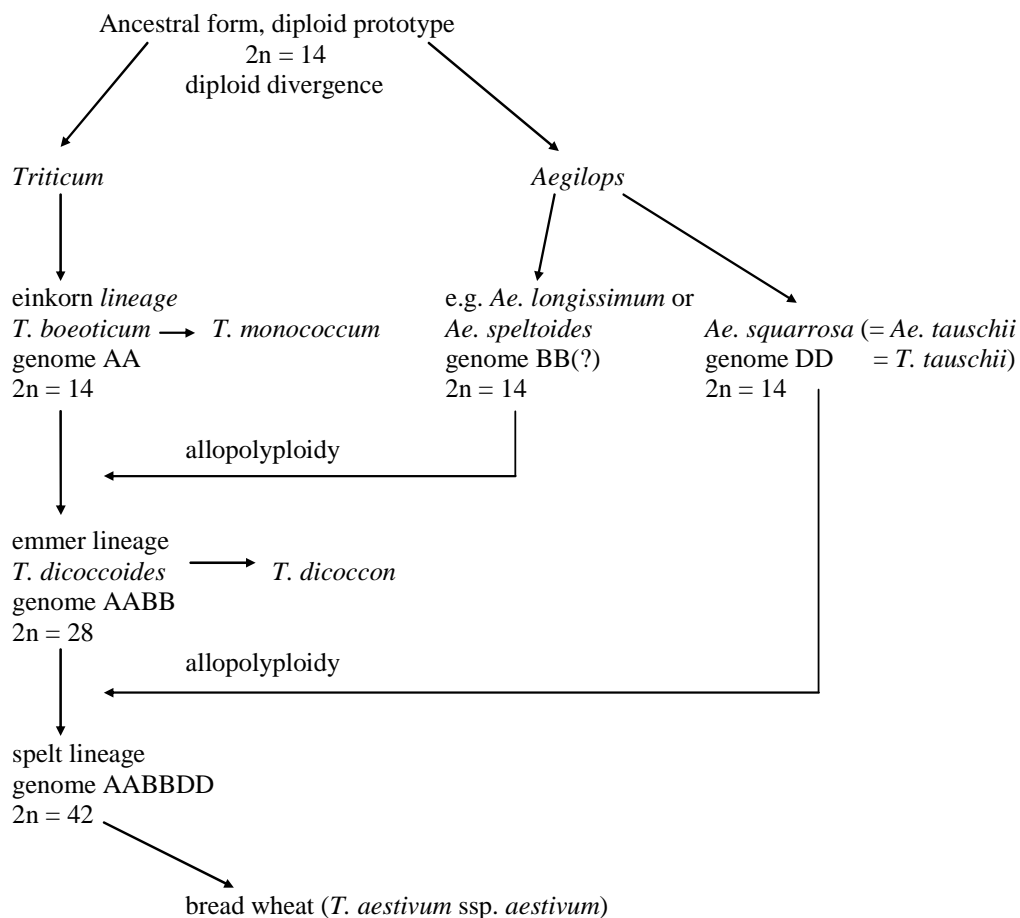 Ancestral form, diploid prototype
2n = 14
diploid divergence
Triticum
Aegilops
einkorn lineage
T. boeoticum
T. monococcum
genome AA
2n = 14
e.g. Ae. longissimum or
Ae. speltoides
genome BB(?)
2n = 14
Ae. squarrosa (= Ae. tauschii
genome DD = T. tauschii)
2n = 14
allopolyploidy
emmer lineage
T. dicoccoides
T. dicoccon
genome AABB
2n = 28
allopolyploidy
spelt lineage
genome AABBDD
2n = 42
bread wheat (T. aestivum ssp. aestivum)